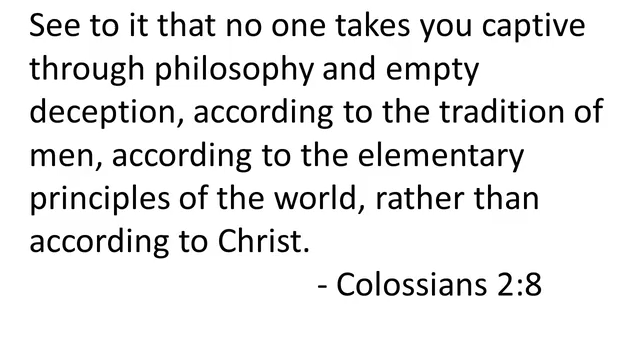 See to it that no one takes you captive
through philosophy and empty
deception, according to the tradition of
men, according to the elementary
principles of the world, rather than
according to Christ.
- Colossians 2:8